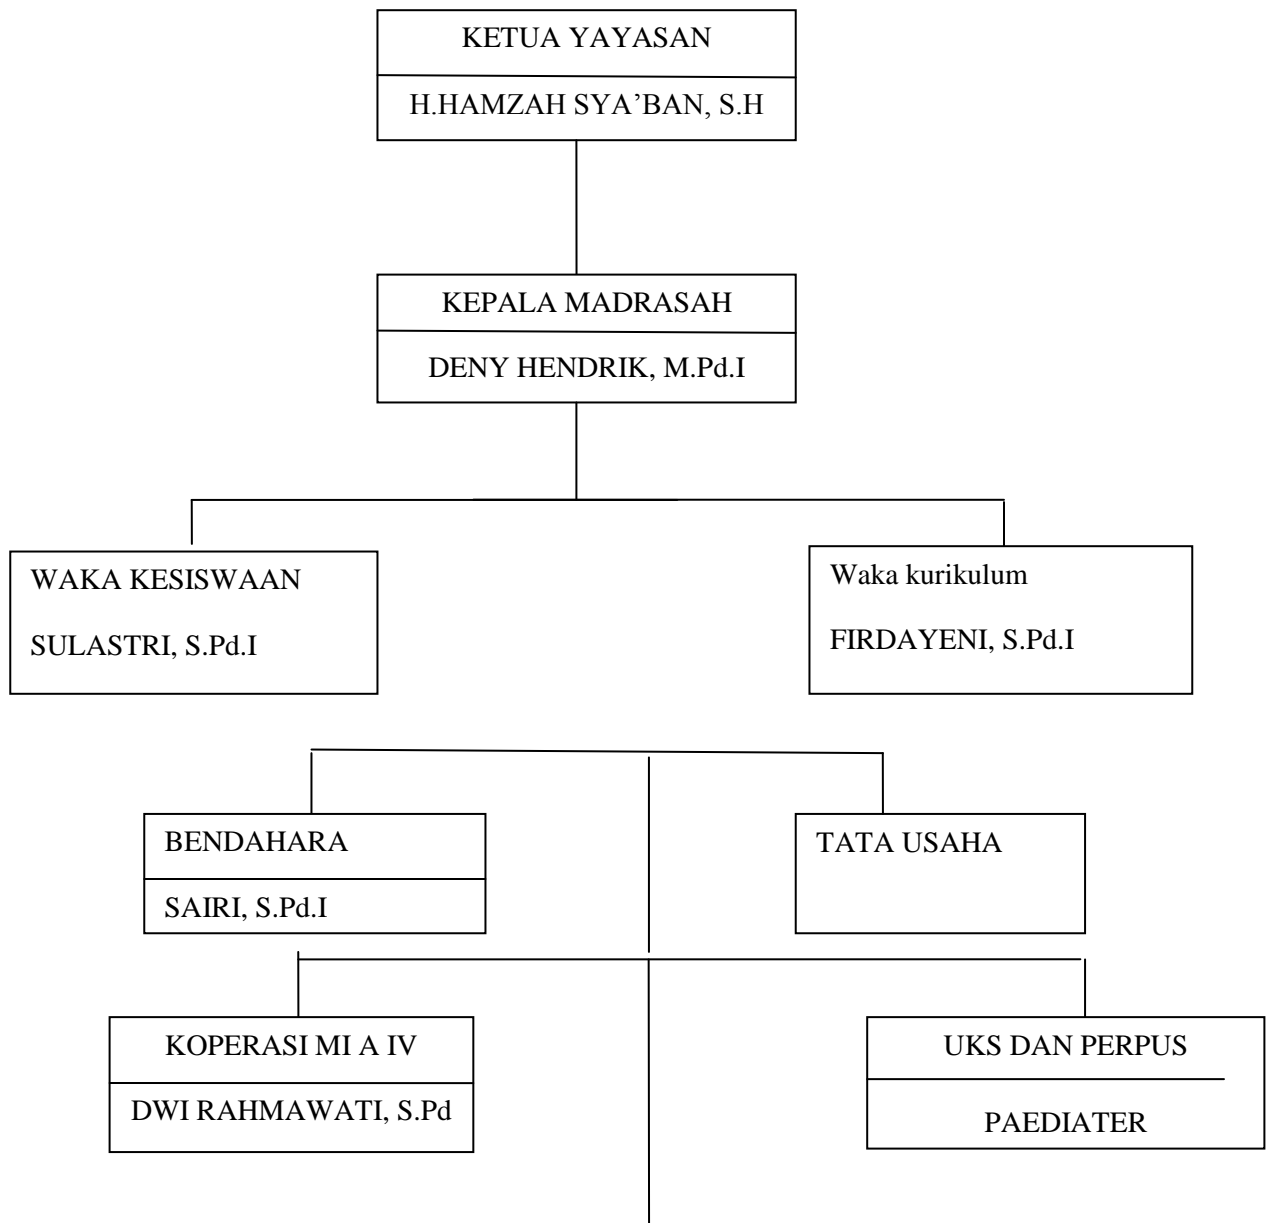 KETUA YAYASAN
H.HAMZAH SYA’BAN, S.H
KEPALA MADRASAH
DENY HENDRIK, M.Pd.I
WAKA KESISWAAN
SULASTRI, S.Pd.I
Waka kurikulum
FIRDAYENI, S.Pd.I
BENDAHARA
SAIRI, S.Pd.I
TATA USAHA
KOPERASI MI A IV
DWI RAHMAWATI, S.Pd
UKS DAN PERPUS
PAEDIATER